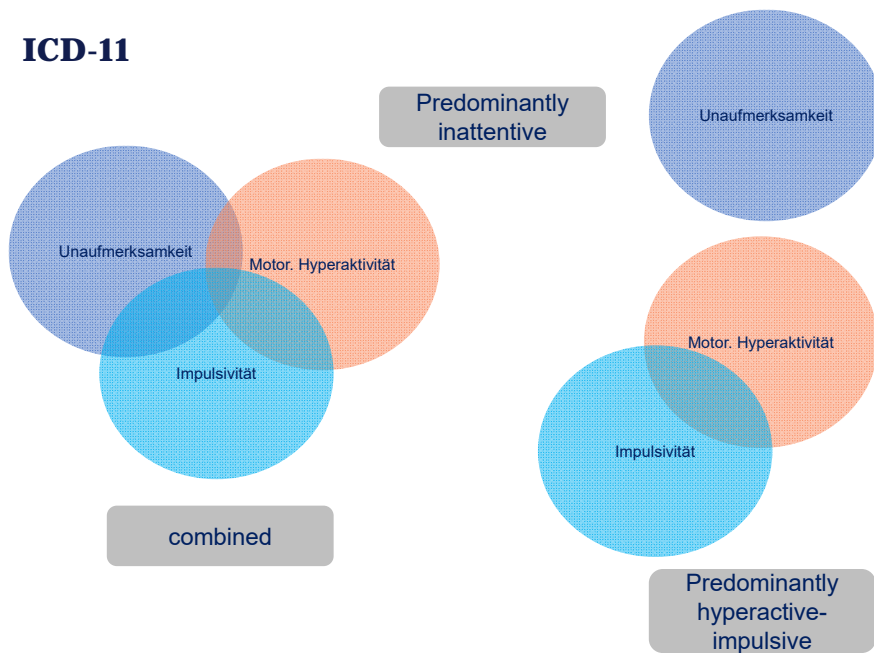 ICD-11
Predominantly
inattentive
Unaufmerksamkeit
Unaufmerksamkeit
Motor. Hyperaktivität
Impulsivität
Motor. Hyperaktivität
Impulsivität
combined
Predominantly
hyperactive-
impulsive